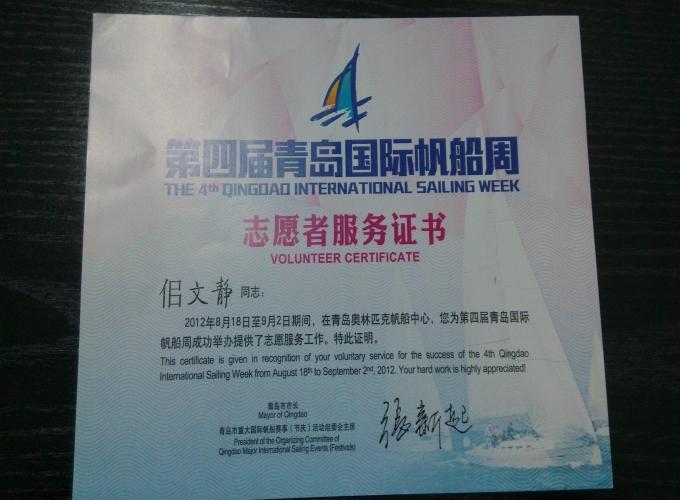 第四届青岛国际帆船周
THE 4th QINGDAO INTERNATIONAL SAILING WEEK
志愿者服务证书
VOLUNTEER CERTIFICATE
佀文静 同志：
2012年8月18日至9月2日期间，在青岛奥林匹克帆船中心，您为第四届青岛国际
帆船周成功举办提供了志愿服务工作。特此证明。
This certificate is given in recognition of your voluntary service for the success of the 4th Qingdao
International Sailing Week from August 18th to September 2nd, 2012. Your hard work is highly appreciated!
青岛市市长
Mayor of Qingdao
青岛市重大国际帆船赛事（节庆）活动组委会主席
President of the Organizing Committee of
Qingdao Major International Sailing Events (Festivals)
张新起